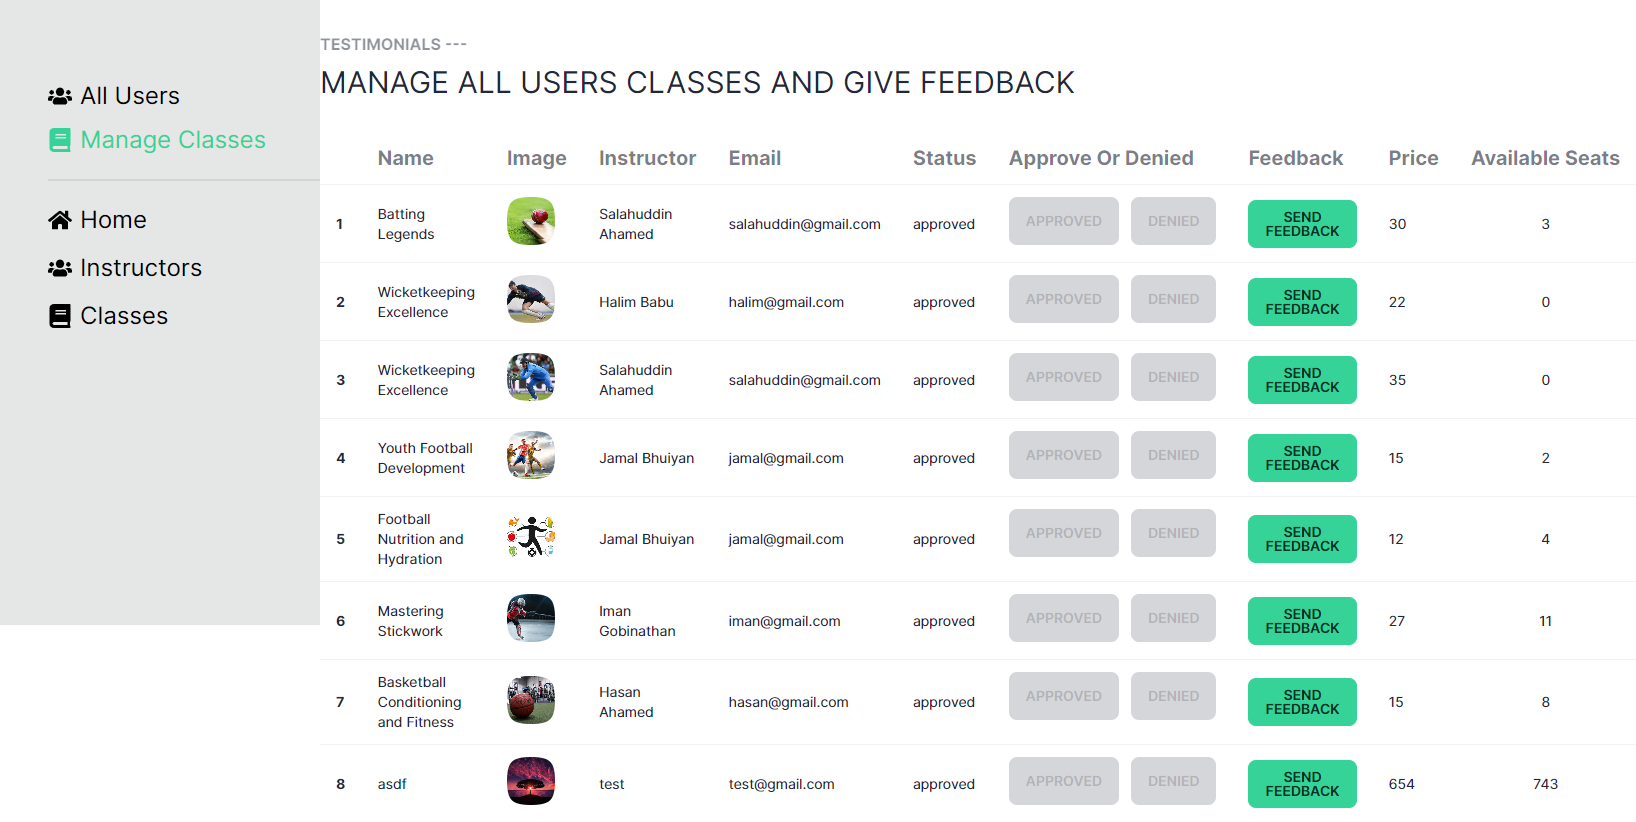 All Users
Manage Classes
Home
Instructors
Classes
TESTIMONIALS ---
MANAGE ALL USERS CLASSES AND GIVE FEEDBACK
Name Image Instructor Email Status Approve Or Denied Feedback Price Available Seats
1 Batting Legends Salahuddin Ahamed salahuddin@gmail.com approved APPROVED DENIED SEND FEEDBACK 30 3
2 Wicketkeeping Excellence Halim Babu halim@gmail.com approved APPROVED DENIED SEND FEEDBACK 22 0
3 Wicketkeeping Excellence Salahuddin Ahamed salahuddin@gmail.com approved APPROVED DENIED SEND FEEDBACK 35 0
4 Youth Football Development Jamal Bhuiyan jamal@gmail.com approved APPROVED DENIED SEND FEEDBACK 15 2
5 Football Nutrition and Hydration Jamal Bhuiyan jamal@gmail.com approved APPROVED DENIED SEND FEEDBACK 12 4
6 Mastering Stickwork Iman Gobinathan iman@gmail.com approved APPROVED DENIED SEND FEEDBACK 27 11
7 Basketball Conditioning and Fitness Hasan Ahamed hasan@gmail.com approved APPROVED DENIED SEND FEEDBACK 15 8
8 asdf test test@gmail.com approved APPROVED DENIED SEND FEEDBACK 654 743